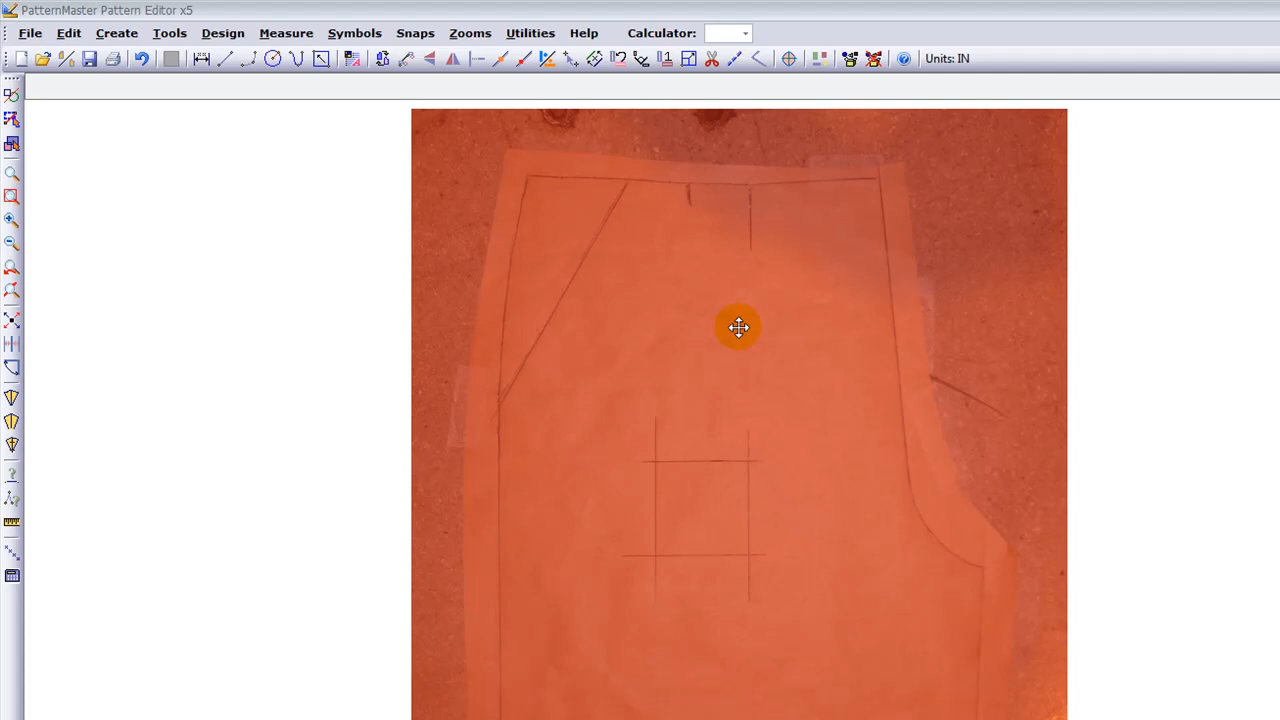 PatternMaster Pattern Editor x5
File Edit Create Tools Design Measure Symbols Snaps Zooms Utilities Help Calculator:
Units: IN